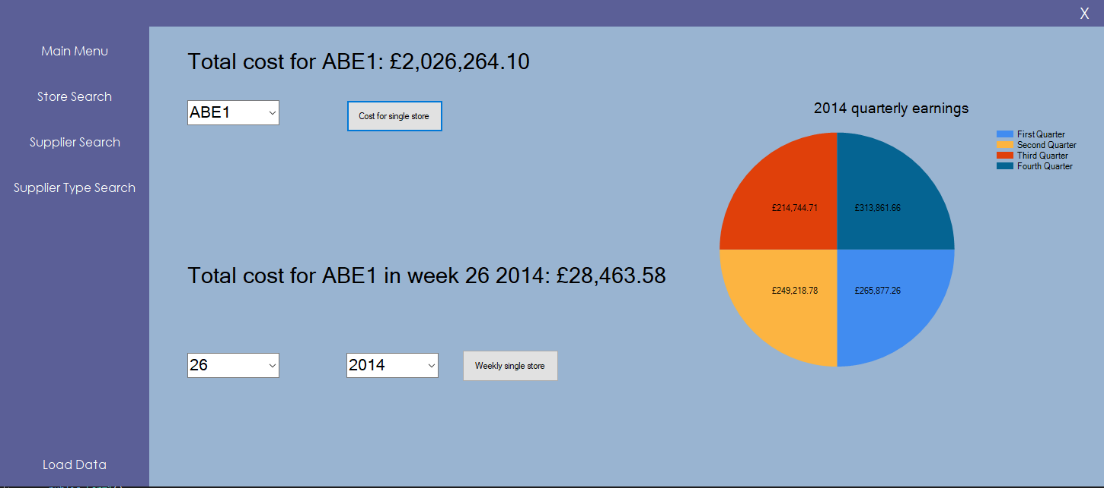 X
Main Menu
Store Search
Supplier Search
Supplier Type Search
Load Data
Total cost for ABE1: £2,026,264.10
ABE1
Cost for single store
Total cost for ABE1 in week 26 2014: £28,463.58
26
2014
Weekly single store
2014 quarterly earnings
First Quarter
Second Quarter
Third Quarter
Fourth Quarter
£214,744.71
£313,861.66
£249,218.78
£265,877.26